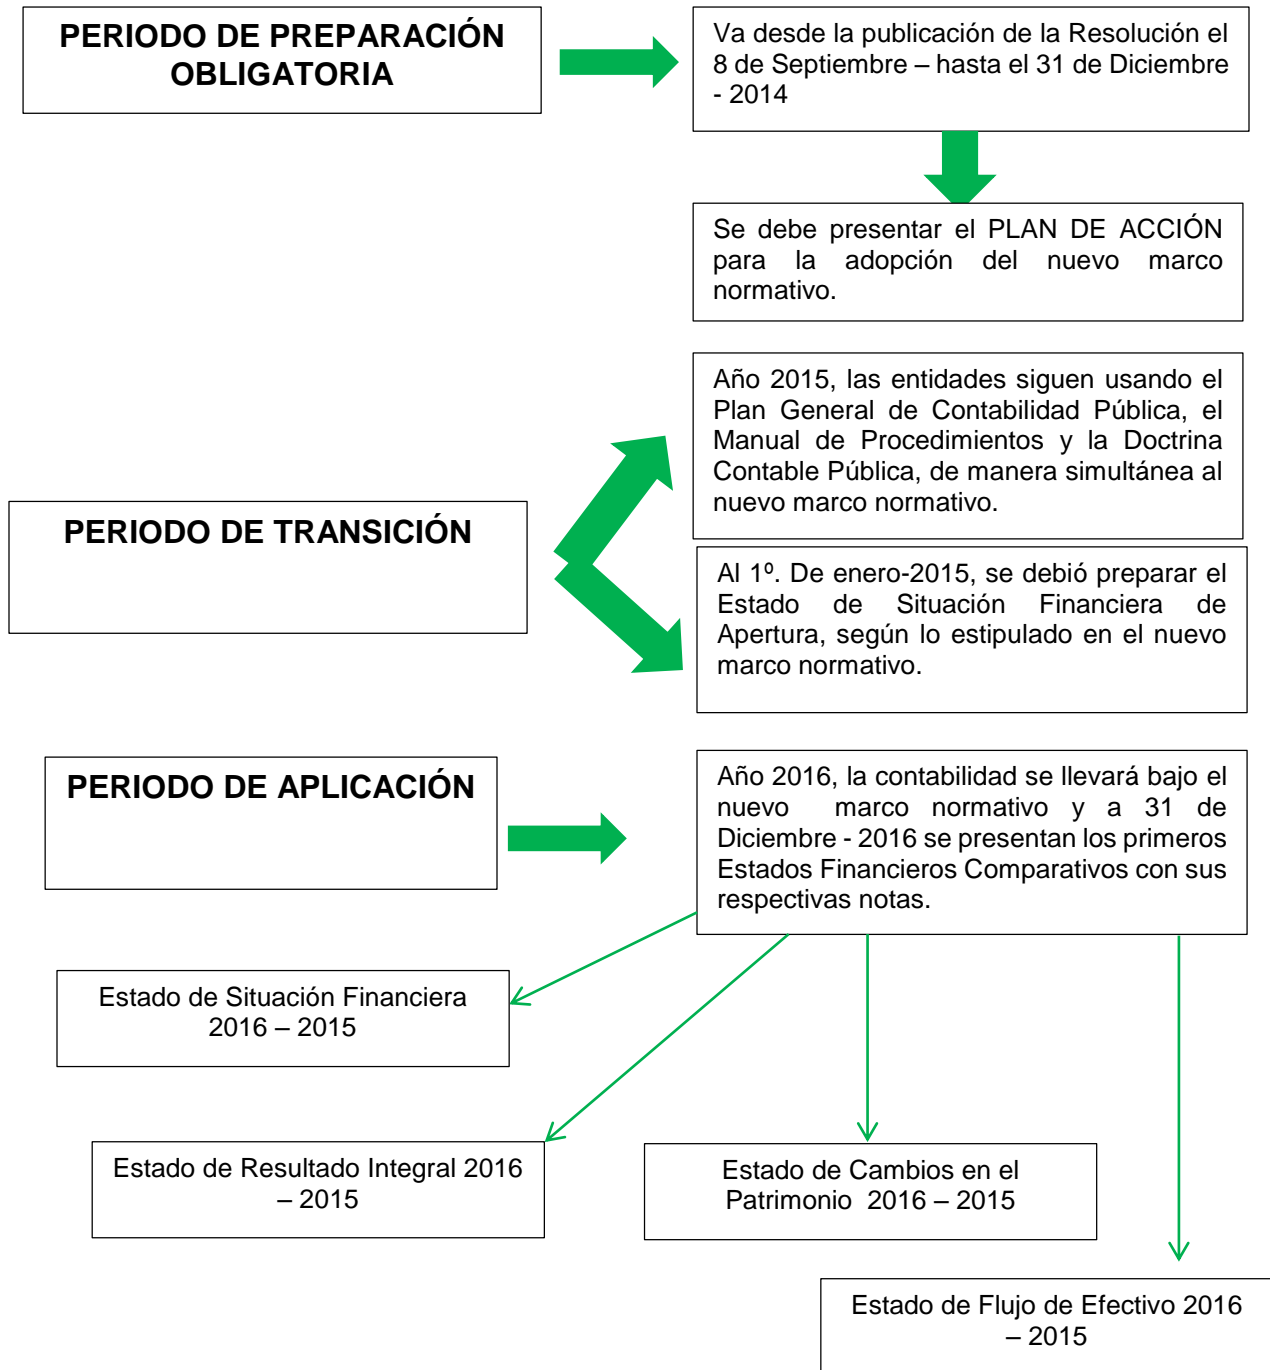 PERIODO DE PREPARACIÓN
OBLIGATORIA
Va desde la publicación de la Resolución el
8 de Septiembre – hasta el 31 de Diciembre
- 2014
Se debe presentar el PLAN DE ACCIÓN
para la adopción del nuevo marco
normativo.
Año 2015, las entidades siguen usando el
Plan General de Contabilidad Pública, el
Manual de Procedimientos y la Doctrina
Contable Pública, de manera simultánea al
nuevo marco normativo.
PERIODO DE TRANSICIÓN
Al 1º. De enero-2015, se debió preparar el
Estado de Situación Financiera de
Apertura, según lo estipulado en el nuevo
marco normativo.
PERIODO DE APLICACIÓN
Año 2016, la contabilidad se llevará bajo el
nuevo marco normativo y a 31 de
Diciembre - 2016 se presentan los primeros
Estados Financieros Comparativos con sus
respectivas notas.
Estado de Situación Financiera
2016 – 2015
Estado de Resultado Integral 2016
– 2015
Estado de Cambios en el
Patrimonio 2016 – 2015
Estado de Flujo de Efectivo 2016
– 2015